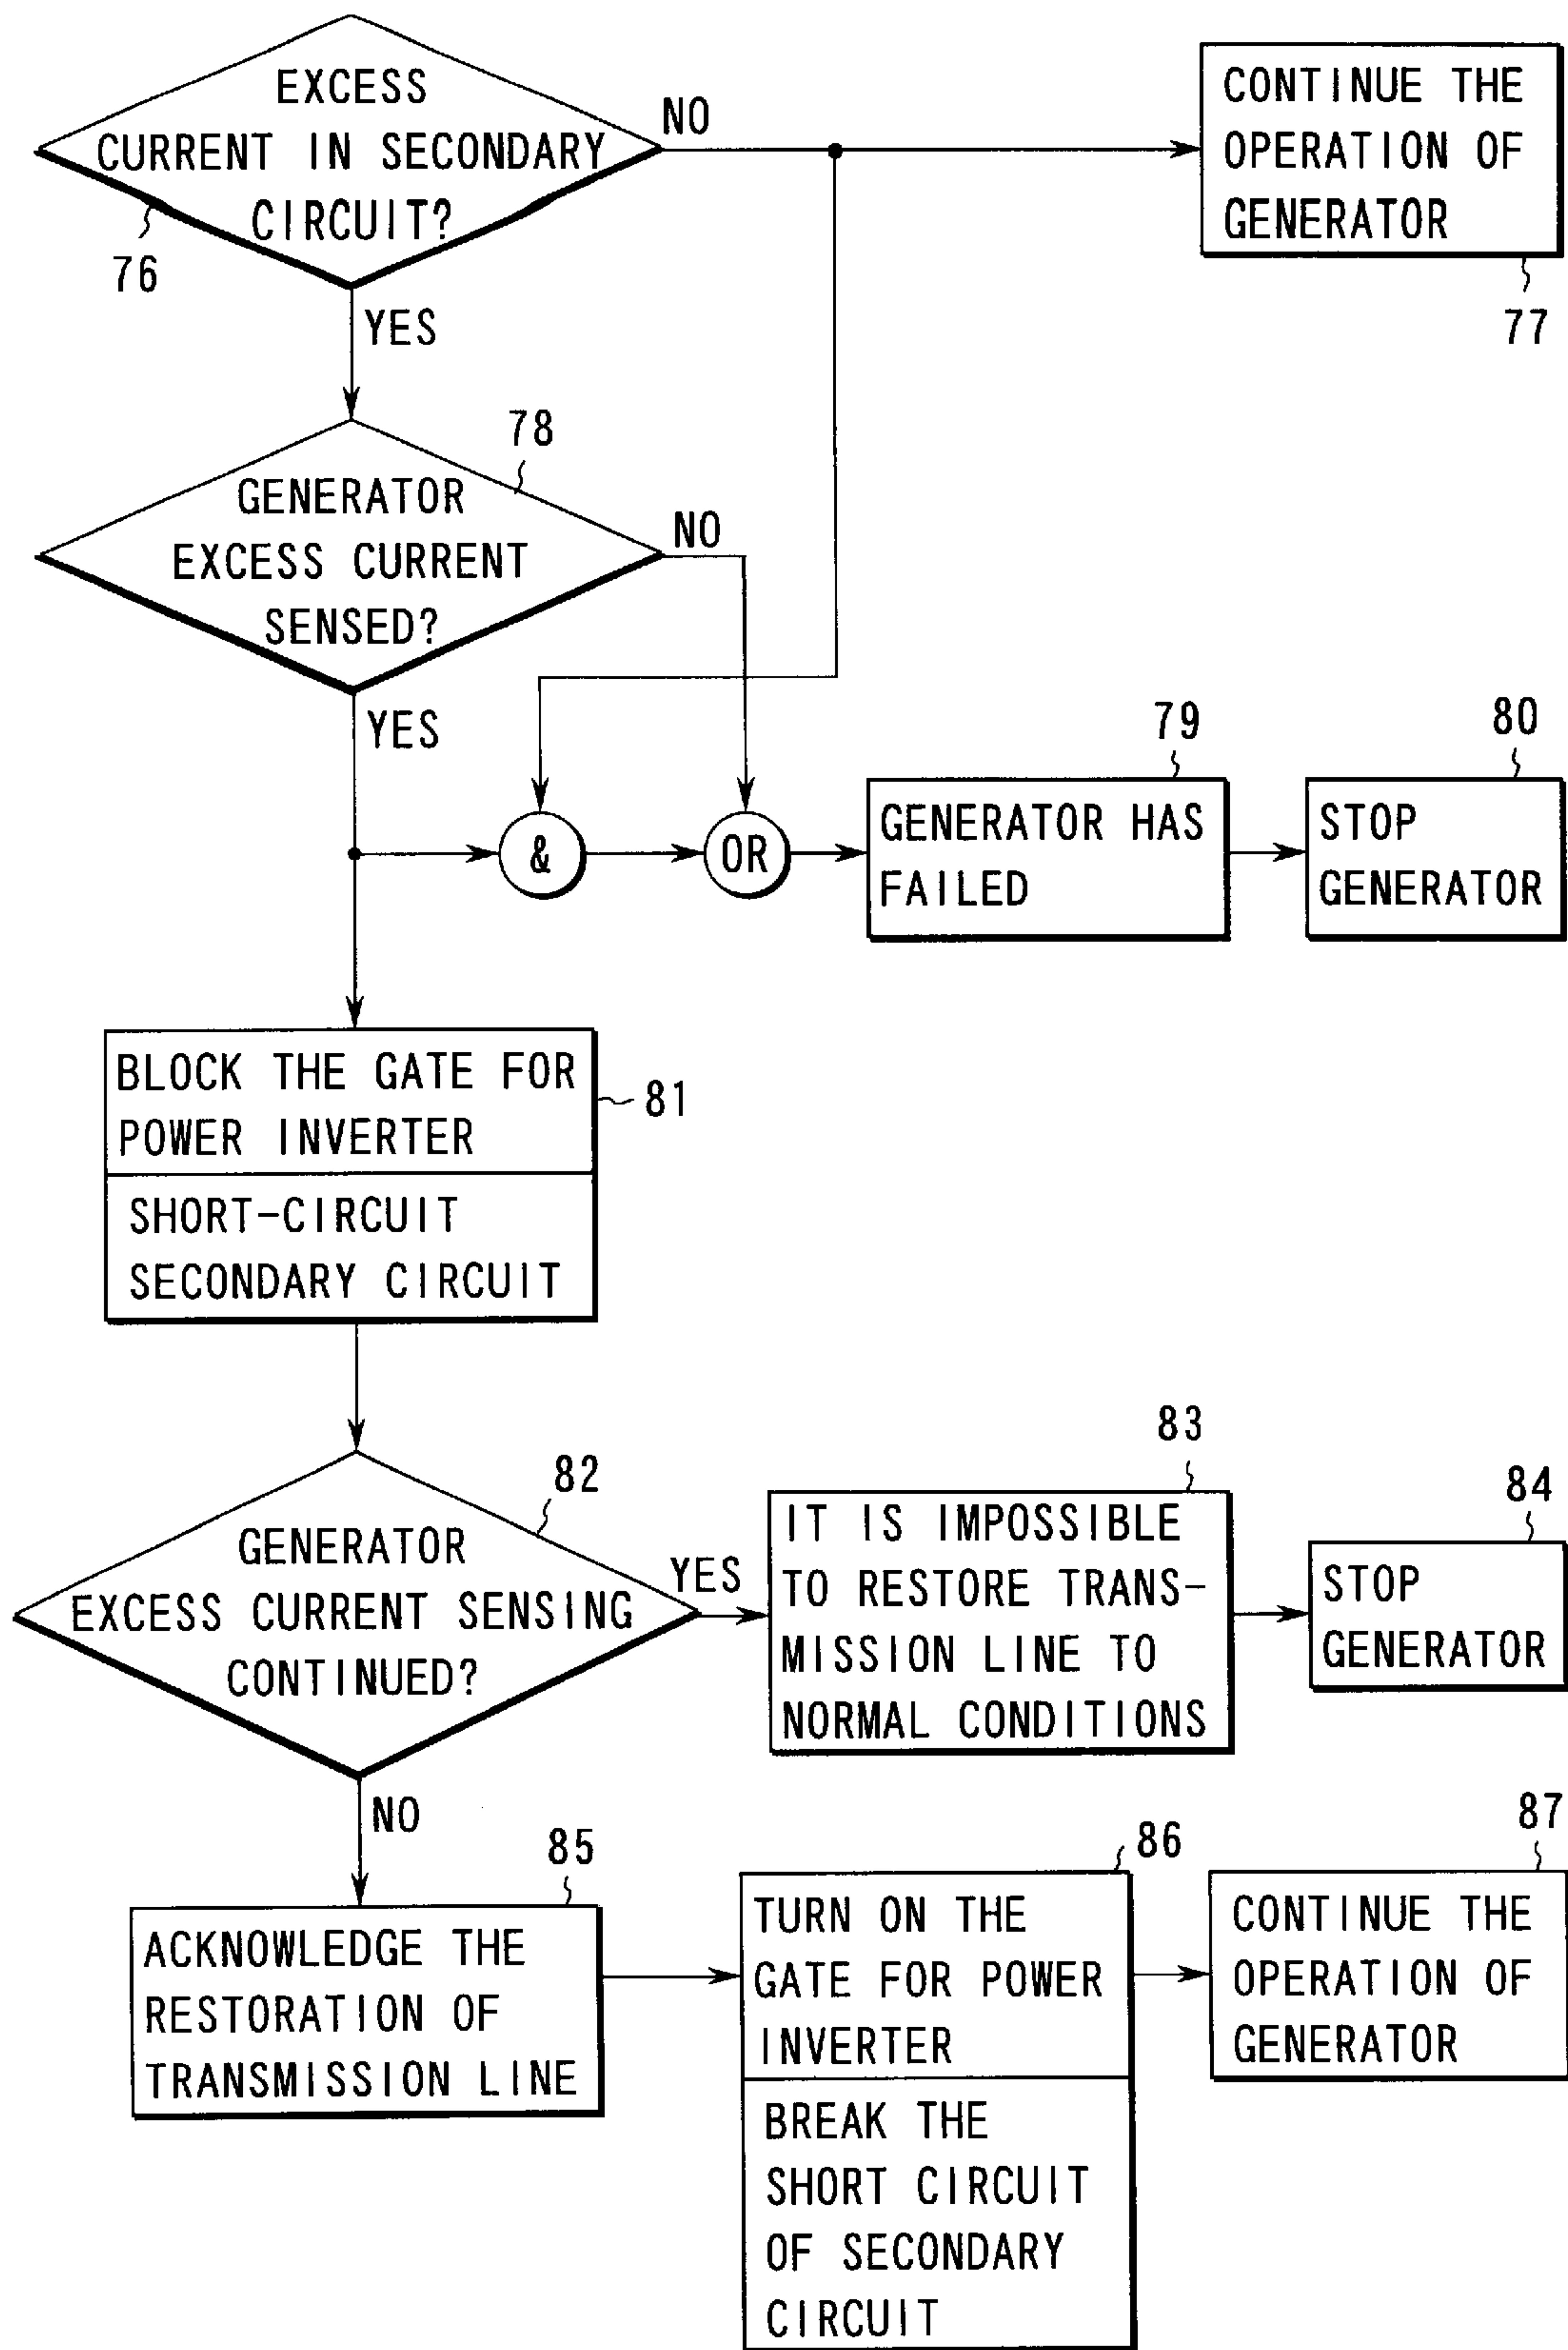 EXCESS
CURRENT IN SECONDARY
CIRCUIT?
76
NO
YES
CONTINUE THE
OPERATION OF
GENERATOR
77
78
GENERATOR
EXCESS CURRENT
SENSED?
NO
YES
&
OR
79
GENERATOR HAS
FAILED
80
STOP
GENERATOR
BLOCK THE GATE FOR
POWER INVERTER
SHORT-CIRCUIT
SECONDARY CIRCUIT
81
82
GENERATOR
EXCESS CURRENT SENSING
CONTINUED?
YES
NO
83
IT IS IMPOSSIBLE
TO RESTORE TRANS-
MISSION LINE TO
NORMAL CONDITIONS
84
STOP
GENERATOR
85
ACKNOWLEDGE THE
RESTORATION OF
TRANSMISSION LINE
86
TURN ON THE
GATE FOR POWER
INVERTER
BREAK THE
SHORT CIRCUIT
OF SECONDARY
CIRCUIT
87
CONTINUE THE
OPERATION OF
GENERATOR